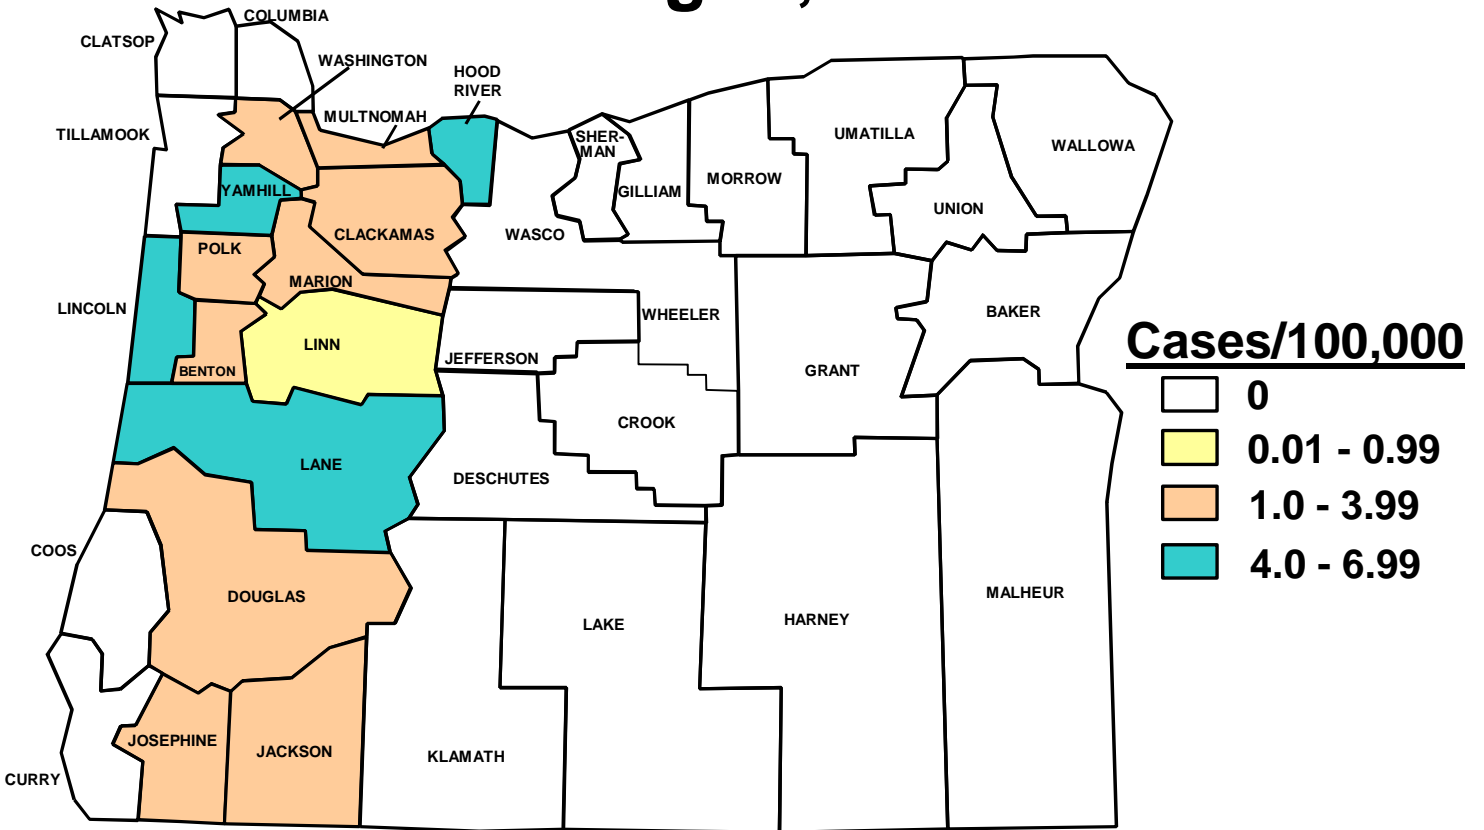 COLUMBIA
CLATSOP
WASHINGTON
HOOD
RIVER
MULTNOMAH
TILLAMOOK
SHER-
MAN
UMATILLA
WALLOWA
YAMHILL
GILLIAM
MORROW
UNION
CLACKAMAS
WASCO
POLK
MARION
LINCOLN
WHEELER
BAKER
LINN
JEFFERSON
BENTON
GRANT
CROOK
LANE
DESCHUTES
COOS
DOUGLAS
LAKE
HARNEY
MALHEUR
JOSEPHINE
JACKSON
KLAMATH
CURRY
Cases/100,000
0
0.01 - 0.99
1.0 - 3.99
4.0 - 6.99